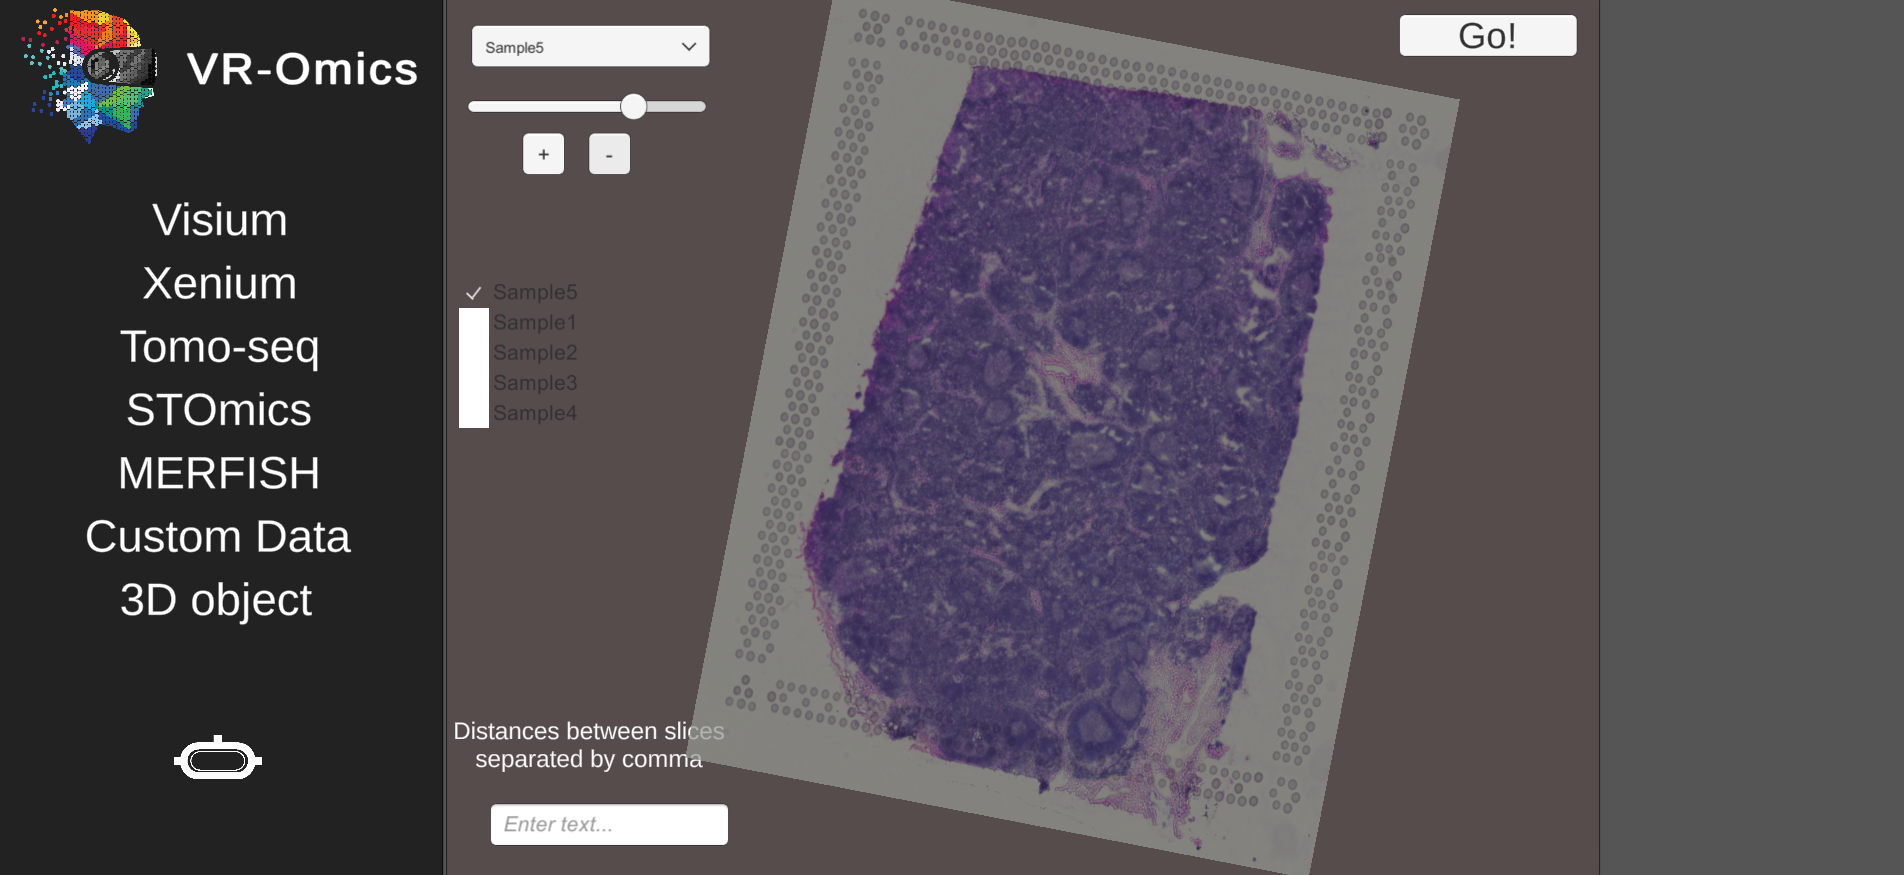 VR-Omics
Visium
Xenium
Tomo-seq
STOmics
MERFISH
Custom Data
3D object
Sample5
+
-
Sample5
Sample1
Sample2
Sample3
Sample4
Distances between slices
separated by comma
Enter text...
Go!